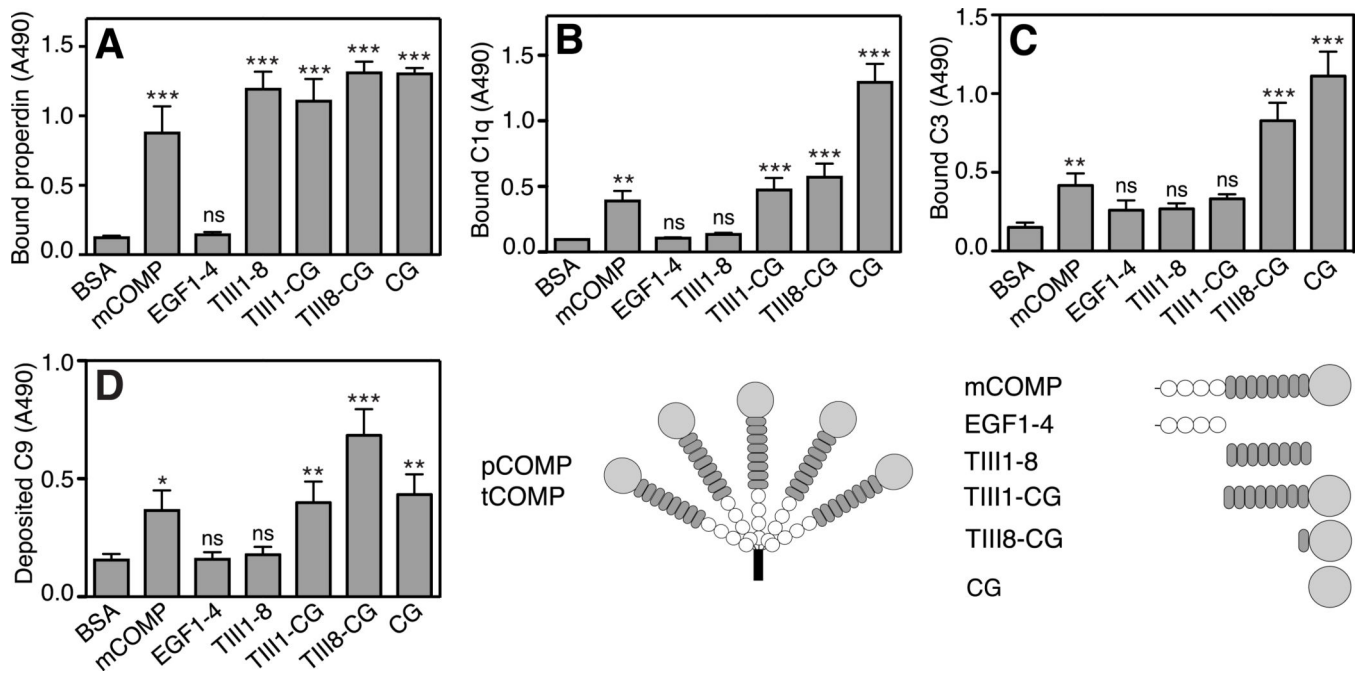 A
Bound properdin (A490)
1.5
1.0
0.5
0.0
***
ns
***
***
***
***
BSA
mCOMP
EGF1-4
TIII1-8
TIII1-CG
TIII8-CG
CG
B
Bound C1q (A490)
1.5
1.0
0.5
0.0
**
ns
ns
***
***
***
BSA
mCOMP
EGF1-4
TIII1-8
TIII1-CG
TIII8-CG
CG
C
Bound C3 (A490)
1.5
1.0
0.5
0.0
**
ns
ns
ns
***
***
BSA
mCOMP
EGF1-4
TIII1-8
TIII1-CG
TIII8-CG
CG
D
Deposited C9 (A490)
1.0
0.5
0.0
*
ns
ns
**
***
**
BSA
mCOMP
EGF1-4
TIII1-8
TIII1-CG
TIII8-CG
CG
pCOMP
tCOMP
mCOMP
EGF1-4
TIII1-8
TIII1-CG
TIII8-CG
CG